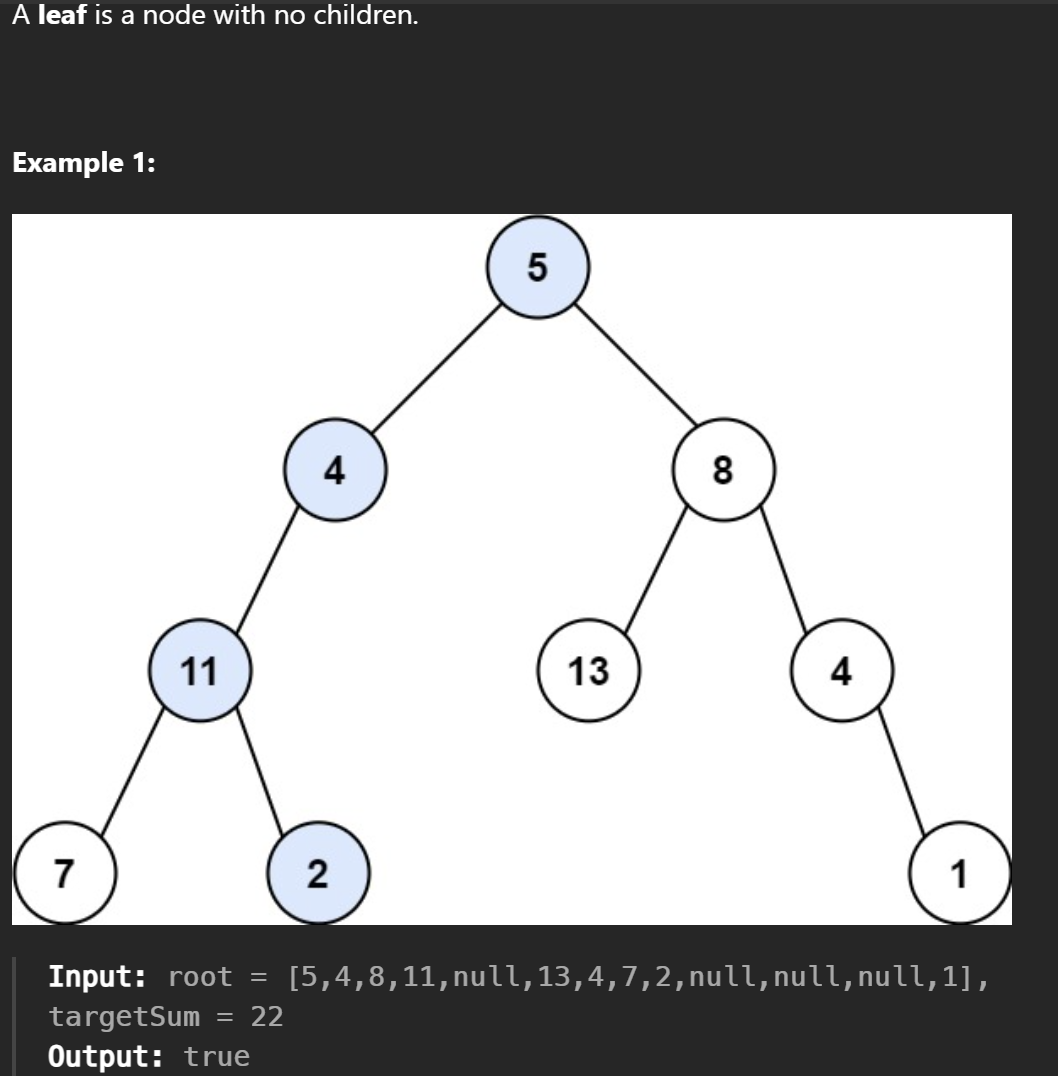 A leaf is a node with no children.
Example 1:
5
4
8
11
13
4
7
2
1
Input: root = [5,4,8,11,null,13,4,7,2,null,null,null,1],
targetSum = 22
Output: true